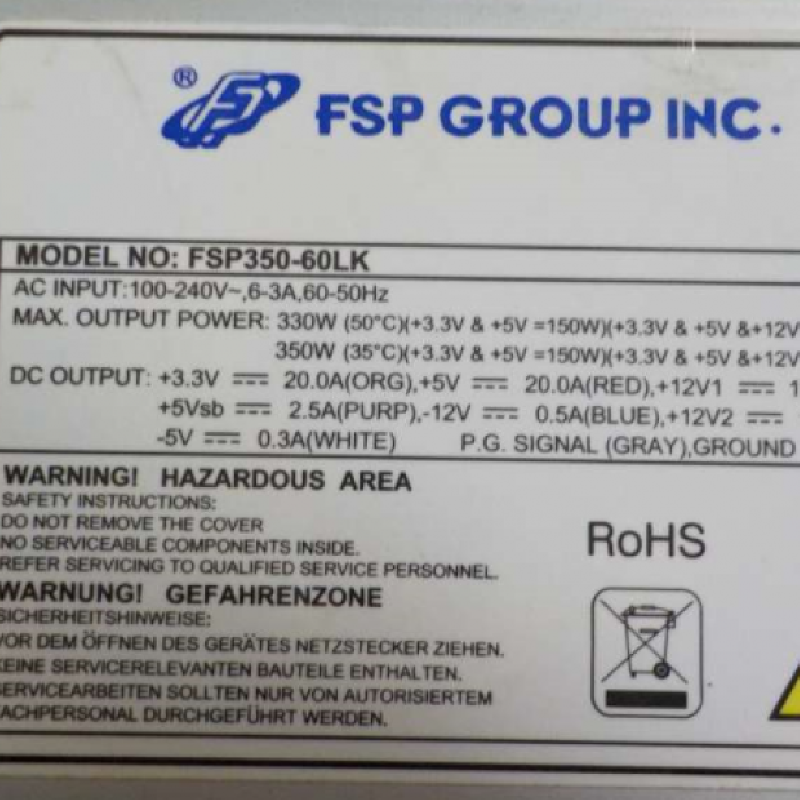 ® FSP GROUP INC.
MODEL NO: FSP350-60LK
AC INPUT:100-240V~,6-3A,60-50Hz
MAX. OUTPUT POWER: 330W (50°C)(+3.3V & +5V =150W)(+3.3V & +5V &+12V
350W (35°C)(+3.3V & +5V =150W)(+3.3V & +5V &+12V
DC OUTPUT: +3.3V ⎓ 20.0A(ORG),+5V ⎓ 20.0A(RED),+12V1 ⎓ 1
+5Vsb ⎓ 2.5A(PURP),-12V ⎓ 0.5A(BLUE),+12V2 ⎓
-5V ⎓ 0.3A(WHITE) P.G. SIGNAL (GRAY),GROUND
WARNING! HAZARDOUS AREA
SAFETY INSTRUCTIONS:
DO NOT REMOVE THE COVER
NO SERVICEABLE COMPONENTS INSIDE.
REFER SERVICING TO QUALIFIED SERVICE PERSONNEL.
RoHS
WARNUNG! GEFAHRENZONE
SICHERHEITSHINWEISE:
VOR DEM ÖFFNEN DES GERÄTES NETZSTECKER ZIEHEN.
KEINE SERVICERELEVANTEN BAUTEILE ENTHALTEN.
SERVICEARBEITEN SOLLTEN NUR VON AUTORISIERTEM
FACHPERSONAL DURCHGEFÜHRT WERDEN.